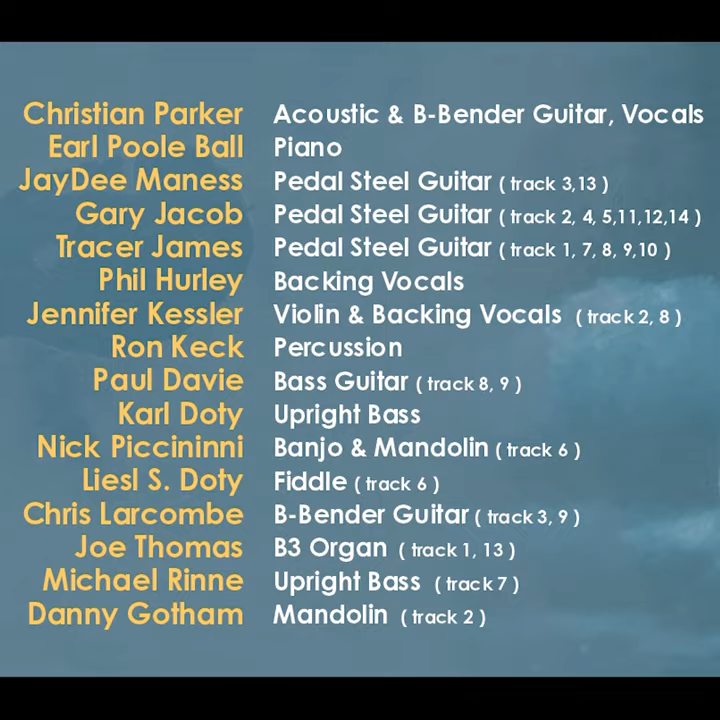 Christian Parker Acoustic & B-Bender Guitar, Vocals
Earl Poole Ball Piano
JayDee Maness Pedal Steel Guitar ( track 3,13 )
Gary Jacob Pedal Steel Guitar ( track 2, 4, 5,11,12,14 )
Tracer James Pedal Steel Guitar ( track 1, 7, 8, 9,10 )
Phil Hurley Backing Vocals
Jennifer Kessler Violin & Backing Vocals ( track 2, 8 )
Ron Keck Percussion
Paul Davie Bass Guitar ( track 8, 9 )
Karl Doty Upright Bass
Nick Piccininni Banjo & Mandolin ( track 6 )
Liesl S. Doty Fiddle ( track 6 )
Chris Larcombe B-Bender Guitar ( track 3, 9 )
Joe Thomas B3 Organ ( track 1, 13 )
Michael Rinne Upright Bass ( track 7 )
Danny Gotham Mandolin ( track 2 )